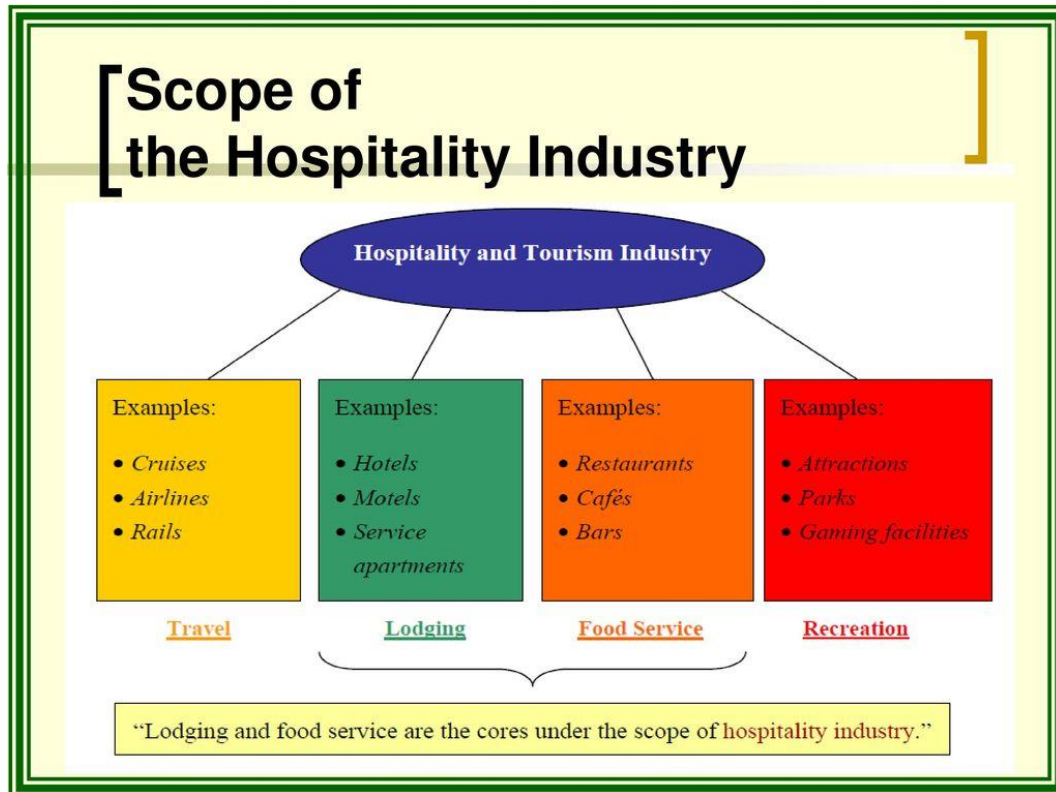 Scope of
the Hospitality Industry
Hospitality and Tourism Industry
Examples:
• Cruises
• Airlines
• Rails
Travel
Examples:
• Hotels
• Motels
• Service
apartments
Lodging
Examples:
• Restaurants
• Cafés
• Bars
Food Service
Examples:
• Attractions
• Parks
• Gaming facilities
Recreation
“Lodging and food service are the cores under the scope of hospitality industry.”